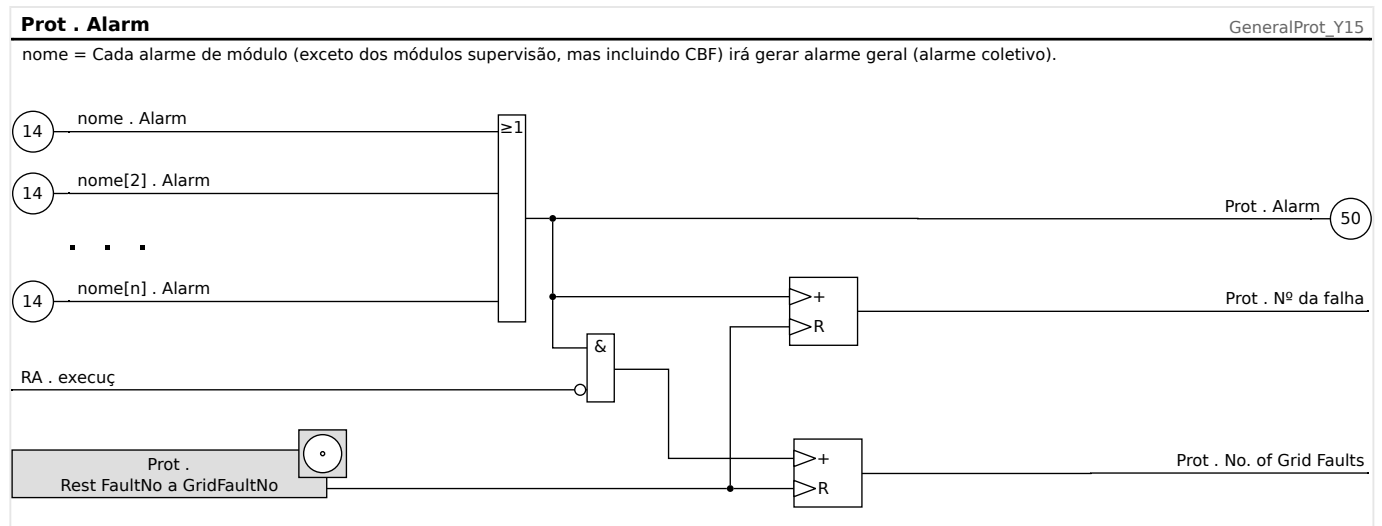 Prot . Alarm
GeneralProt_Y15
nome = Cada alarme de módulo (exceto dos módulos supervisão, mas incluindo CBF) irá gerar alarme geral (alarme coletivo).
14
nome . Alarm
≥1
14
nome[2] . Alarm
Prot . Alarm
50
. . .
14
nome[n] . Alarm
+
Prot . Nº da falha
R
&
RA . execuç
Prot .
Rest FaultNo a GridFaultNo
+
Prot . No. of Grid Faults
R